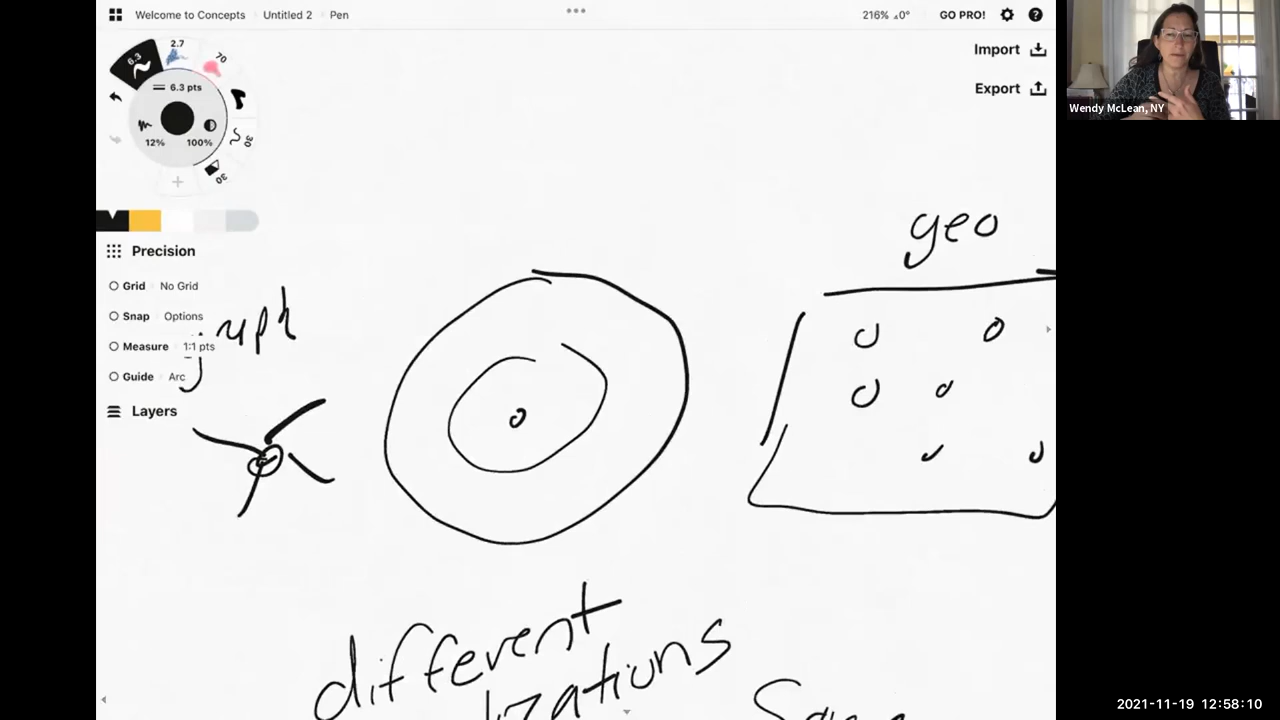 Welcome to Concepts Untitled 2 Pen
216% ⊿0° GO PRO!
Import
Export
6.3
2.7
70
6.3 pts
12% 100%
30
30
Precision
Grid No Grid
Snap Options
Measure 1:1 pts
Guide Arc
Layers
geo
different
Wendy McLean, NY
2021-11-19 12:58:10